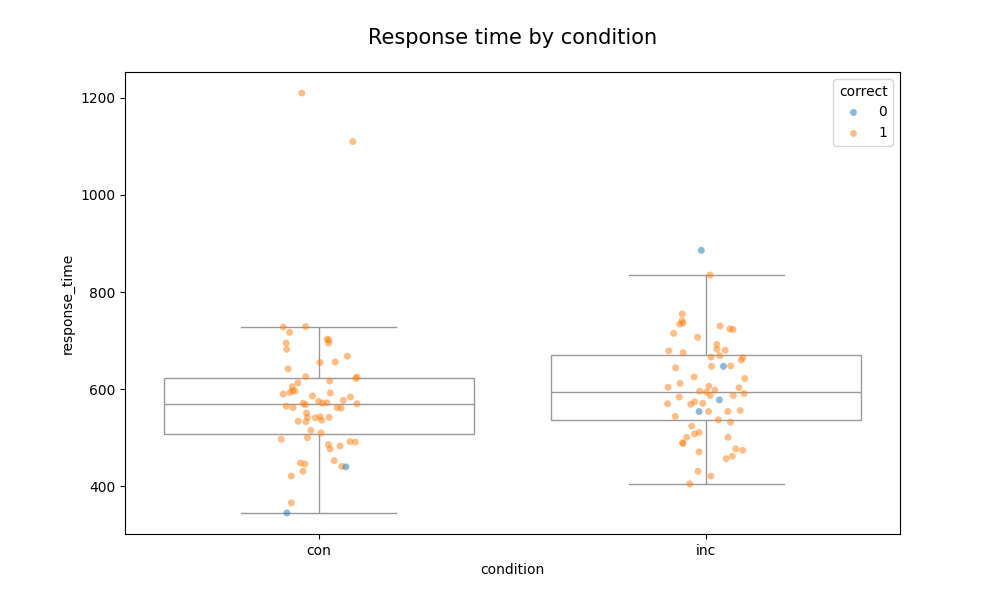 Response time by condition
correct
0
1
1200
1000
800
600
400
response_time
con
inc
condition